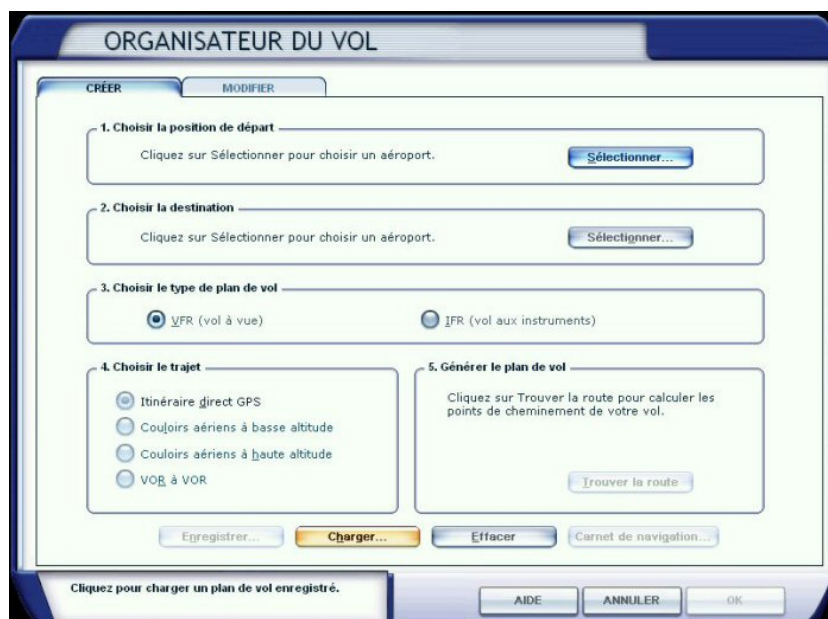 ORGANISATEUR DU VOL
CRÉER
MODIFIER
1. Choisir la position de départ
Cliquez sur Sélectionner pour choisir un aéroport.
Sélectionner...
2. Choisir la destination
Cliquez sur Sélectionner pour choisir un aéroport.
Sélectionner...
3. Choisir le type de plan de vol
VFR (vol à vue)
IFR (vol aux instruments)
4. Choisir le trajet
Itinéraire direct GPS
Couloirs aériens à basse altitude
Couloirs aériens à haute altitude
VOR à VOR
5. Générer le plan de vol
Cliquez sur Trouver la route pour calculer les
points de cheminement de votre vol.
Trouver la route
Enregistrer...
Charger...
Effacer
Carnet de navigation...
Cliquez pour charger un plan de vol enregistré.
AIDE
ANNULER
OK